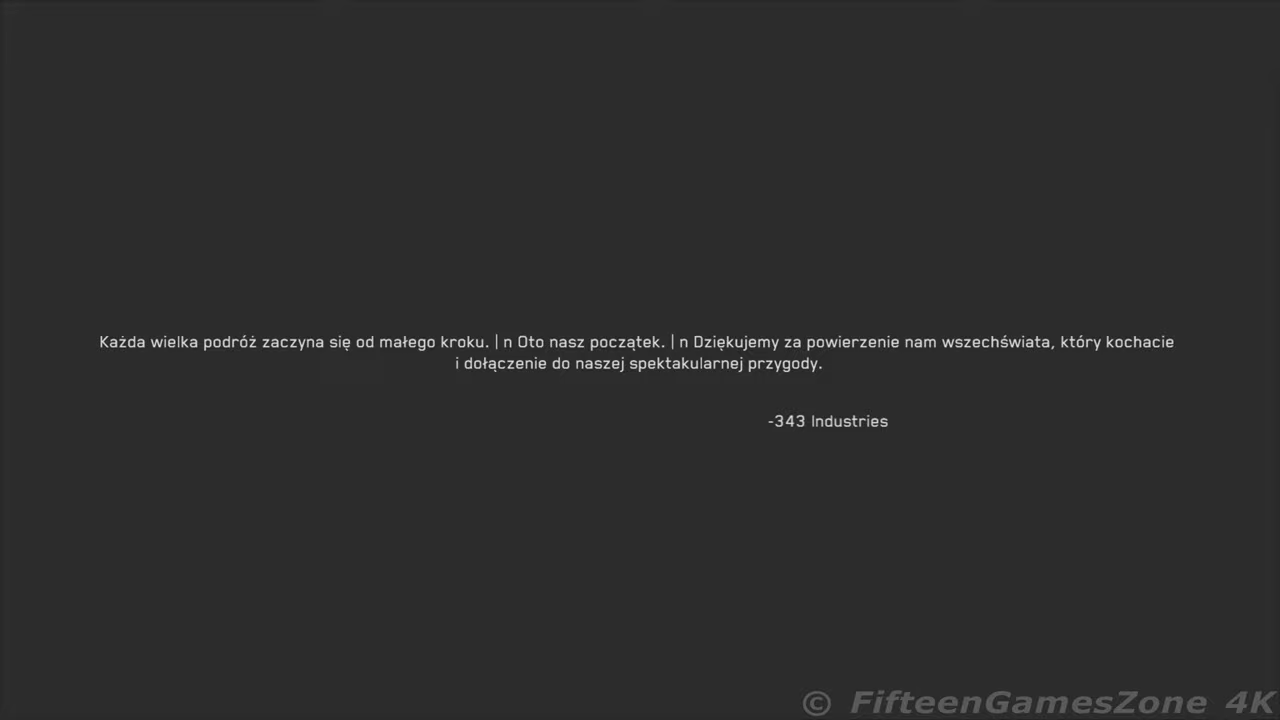 Każda wielka podróż zaczyna się od małego kroku. | n Oto nasz początek. | n Dziękujemy za powierzenie nam wszechświata, który kochacie
i dołączenie do naszej spektakularnej przygody.
-343 Industries
© FifteenGamesZone 4K